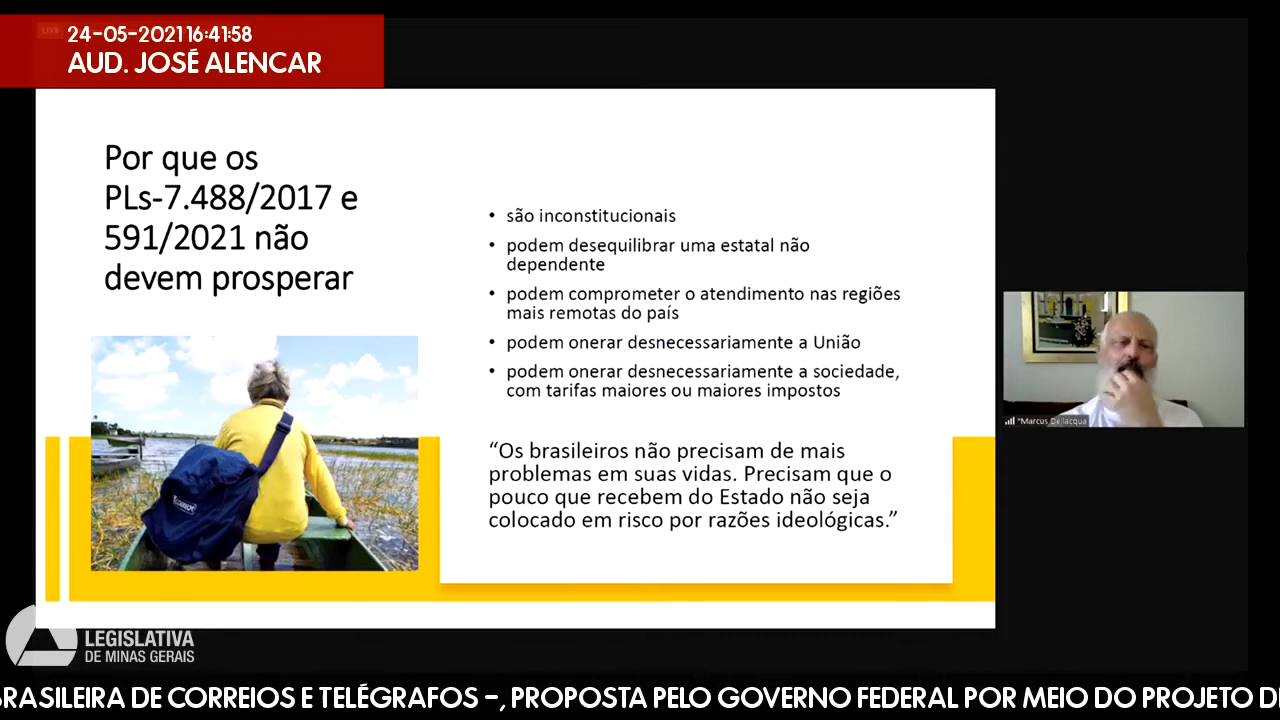 LIVE
24-05-2021 16:41:58
AUD. JOSÉ ALENCAR
Por que os
PLs-7.488/2017 e
591/2021 não
devem prosperar
• são inconstitucionais
• podem desequilibrar uma estatal não
dependente
• podem comprometer o atendimento nas regiões
mais remotas do país
• podem onerar desnecessariamente a União
• podem onerar desnecessariamente a sociedade,
com tarifas maiores ou maiores impostos
“Os brasileiros não precisam de mais
problemas em suas vidas. Precisam que o
pouco que recebem do Estado não seja
colocado em risco por razões ideológicas.”
*Marcus_Dellacqua
LEGISLATIVA
DE MINAS GERAIS
BRASILEIRA DE CORREIOS E TELÉGRAFOS –, PROPOSTA PELO GOVERNO FEDERAL POR MEIO DO PROJETO D